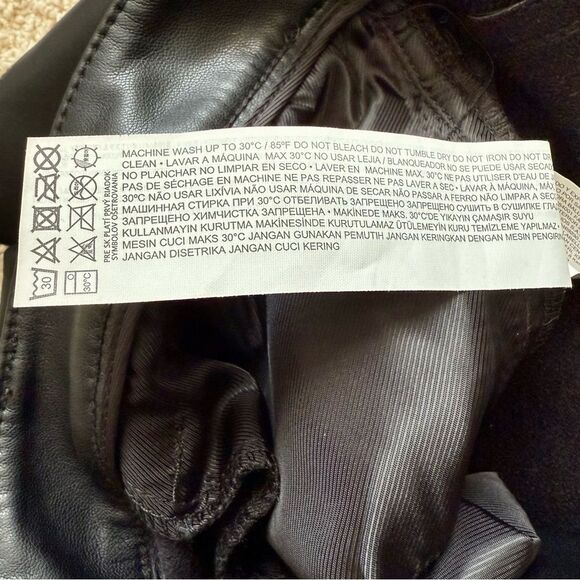 MACHINE WASH UP TO 30°C / 85°F DO NOT BLEACH DO NOT TUMBLE DRY DO NOT IRON DO NOT DRY
CLEAN • LAVAR A MÁQUINA MAX 30°C NO USAR LEJIA / BLANQUEADOR NO SE PUEDE USAR SECAD
NO PLANCHAR NO LIMPIAR EN SECO • LAVER EN MACHINE MAX. 30°C NE PAS UTILISER D'EAU DE
PAS DE SÉCHAGE EN MACHINE NE PAS REPASSER NE PAS LAVER A SEC • LAVAR À MÁQUINA, MÁX
30ºC NÃO USAR LIXÍVIA NÃO USAR MÁQUINA DE SECAR NÃO PASSAR A FERRO NÃO LIMPAR A SECO
МАШИННАЯ СТИРКА ПРИ 30°C ОТБЕЛИВАТЬ ЗАПРЕЩЕНО ЗАПРЕЩЕНО СУШИТЬ В СУШИЛКЕ ГЛА
ЗАПРЕЩЕНО ХИМЧИСТКА ЗАПРЕЩЕНА • MAKİNEDE MAKS. 30°C'DE YIKAYIN ÇAMAŞIR SUYU
KULLANMAYIN KURUTMA MAKİNESİNDE KURUTULAMAZ ÜTÜLEMEYİN KURU TEMİZLEME YAPILMAZ •
MESIN CUCI MAKS 30°C JANGAN GUNAKAN PEMUTIH JANGAN KERINGKAN DENGAN MESIN PENGIRIN
JANGAN DISETRIKA JANGAN CUCI KERING
PRE SK PLATÍ PRVÝ RIADOK
SYMBOLOV OŠETROVANIA
30
30°C